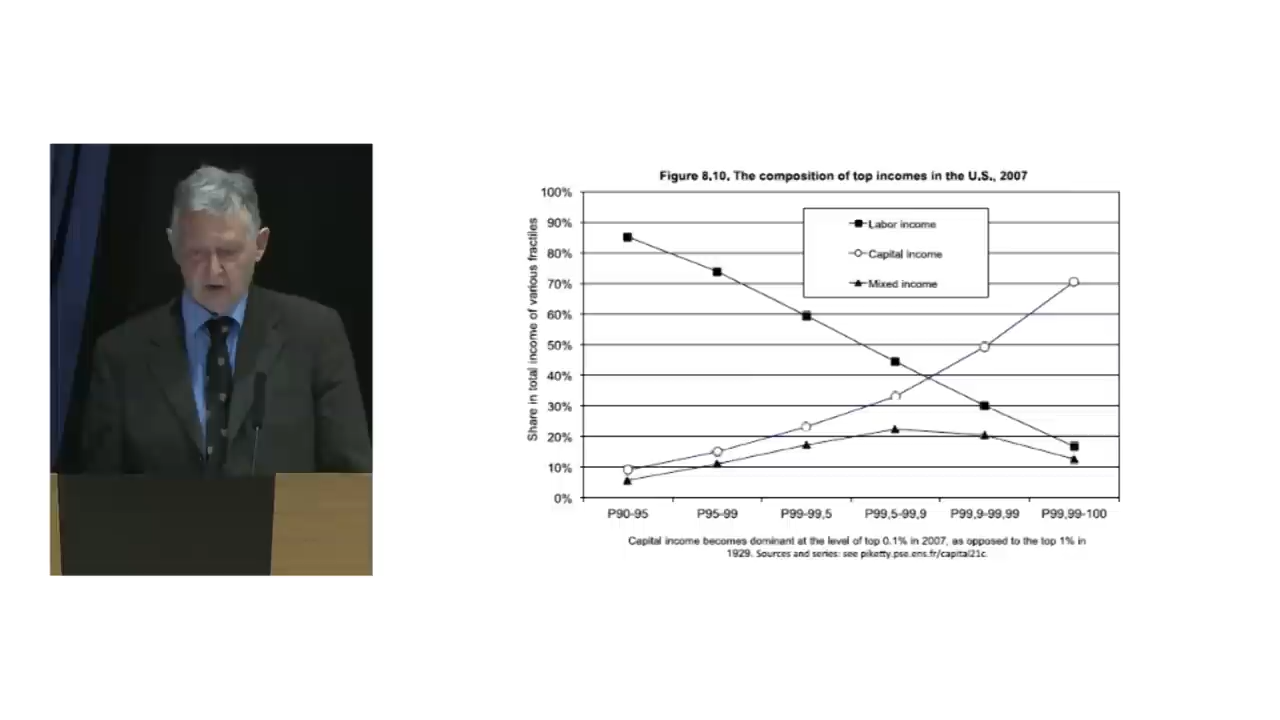 Figure 8.10. The composition of top incomes in the U.S., 2007
Share in total income of various fractiles
100%
90%
80%
70%
60%
50%
40%
30%
20%
10%
0%
Labor income
Capital income
Mixed income
P90-95
P95-99
P99-99,5
P99,5-99,9
P99,9-99,99
P99,99-100
Capital income becomes dominant at the level of top 0.1% in 2007, as opposed to the top 1% in
1929. Sources and series: see piketty.pse.ens.fr/capital21c.